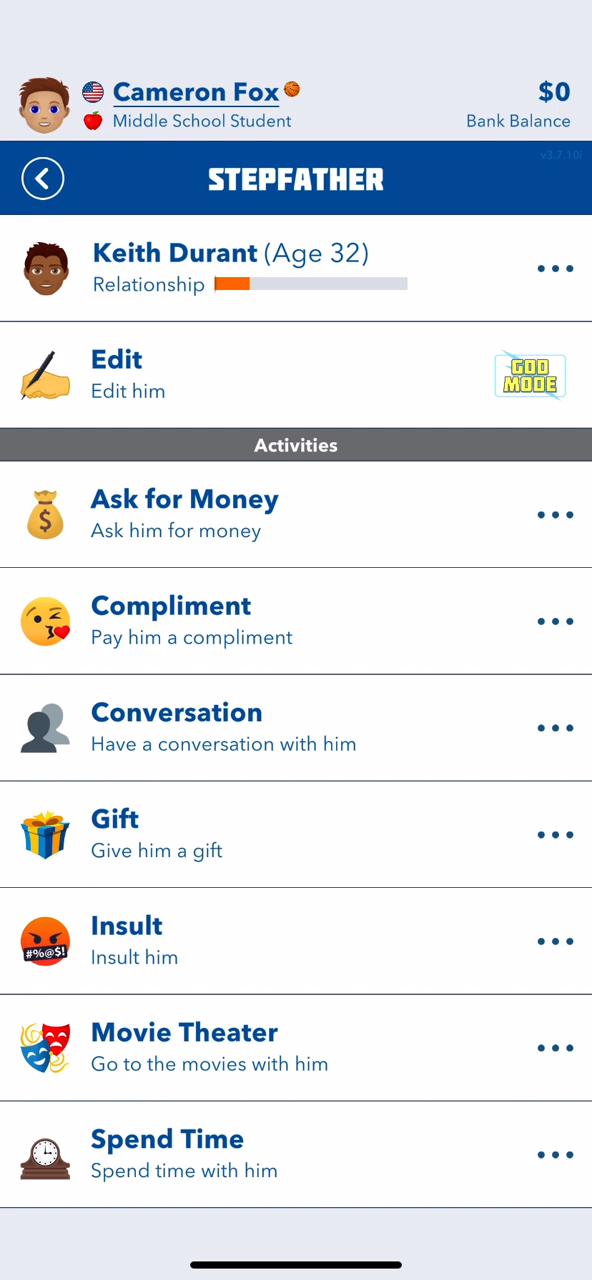 Cameron Fox
$0
Middle School Student
Bank Balance
v3.7.10i
STEPFATHER
Keith Durant (Age 32)
Relationship
Edit
Edit him
GOD
MODE
Activities
$
Ask for Money
Ask him for money
Compliment
Pay him a compliment
Conversation
Have a conversation with him
Gift
Give him a gift
Insult
#%@$!
Insult him
Movie Theater
Go to the movies with him
Spend Time
Spend time with him